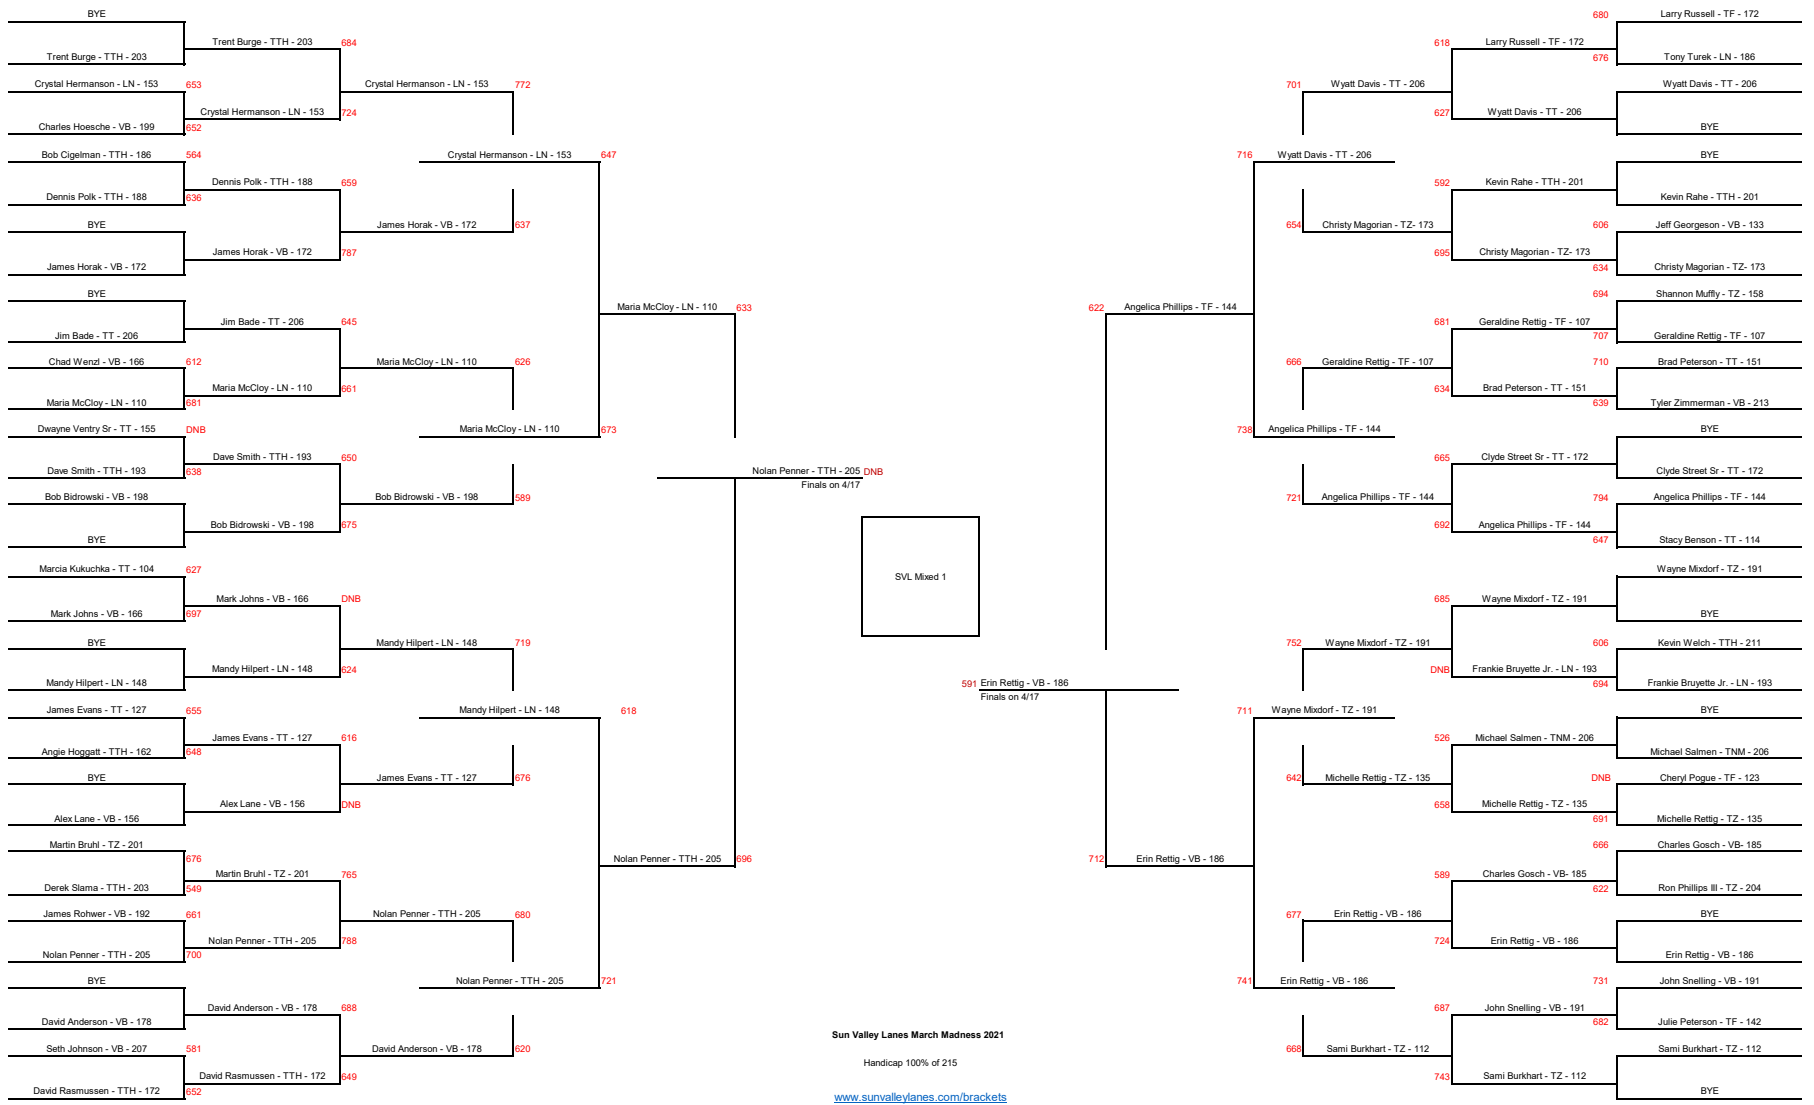 BYE
Trent Burge - TTH - 203
Crystal Hermanson - LN - 153
653
Charles Hoesche - VB - 199
652
Bob Cigelman - TTH - 186
564
Dennis Polk - TTH - 188
636
BYE
James Horak - VB - 172
BYE
Jim Bade - TT - 206
Chad Wenzl - VB - 166
612
Maria McCloy - LN - 110
681
Dwayne Ventry Sr - TT - 155
DNB
Dave Smith - TTH - 193
638
Bob Bidrowski - VB - 198
BYE
Marcia Kukuchka - TT - 104
627
Mark Johns - VB - 166
697
BYE
Mandy Hilpert - LN - 148
James Evans - TT - 127
655
Angie Hoggatt - TTH - 162
648
BYE
Alex Lane - VB - 156
Martin Bruhl - TZ - 201
676
Derek Slama - TTH - 203
549
James Rohwer - VB - 192
661
Nolan Penner - TTH - 205
700
BYE
David Anderson - VB - 178
Seth Johnson - VB - 207
581
David Rasmussen - TTH - 172
652
Trent Burge - TTH - 203
684
Crystal Hermanson - LN - 153
724
Dennis Polk - TTH - 188
659
James Horak - VB - 172
787
Jim Bade - TT - 206
645
Maria McCloy - LN - 110
661
Dave Smith - TTH - 193
650
Bob Bidrowski - VB - 198
675
Mark Johns - VB - 166
DNB
Mandy Hilpert - LN - 148
624
James Evans - TT - 127
616
Alex Lane - VB - 156
DNB
Martin Bruhl - TZ - 201
765
Nolan Penner - TTH - 205
788
David Anderson - VB - 178
688
David Rasmussen - TTH - 172
649
Crystal Hermanson - LN - 153
772
James Horak - VB - 172
637
Maria McCloy - LN - 110
626
Bob Bidrowski - VB - 198
589
Mandy Hilpert - LN - 148
719
James Evans - TT - 127
676
Nolan Penner - TTH - 205
680
David Anderson - VB - 178
620
Crystal Hermanson - LN - 153
647
Maria McCloy - LN - 110
673
Mandy Hilpert - LN - 148
618
Nolan Penner - TTH - 205
721
Maria McCloy - LN - 110
633
Nolan Penner - TTH - 205
696
Nolan Penner - TTH - 205
DNB
Finals on 4/17
SVL Mixed 1
591
Erin Rettig - VB - 186
Finals on 4/17
Sun Valley Lanes March Madness 2021
Handicap 100% of 215
www.sunvalleylanes.com/brackets
622
Angelica Phillips - TF - 144
712
Erin Rettig - VB - 186
716
Wyatt Davis - TT - 206
738
Angelica Phillips - TF - 144
711
Wayne Mixdorf - TZ - 191
741
Erin Rettig - VB - 186
701
Wyatt Davis - TT - 206
654
Christy Magorian - TZ- 173
666
Geraldine Rettig - TF - 107
721
Angelica Phillips - TF - 144
752
Wayne Mixdorf - TZ - 191
642
Michelle Rettig - TZ - 135
677
Erin Rettig - VB - 186
668
Sami Burkhart - TZ - 112
618
Larry Russell - TF - 172
627
Wyatt Davis - TT - 206
592
Kevin Rahe - TTH - 201
695
Christy Magorian - TZ- 173
681
Geraldine Rettig - TF - 107
634
Brad Peterson - TT - 151
665
Clyde Street Sr - TT - 172
692
Angelica Phillips - TF - 144
685
Wayne Mixdorf - TZ - 191
DNB
Frankie Bruyette Jr. - LN - 193
526
Michael Salmen - TNM - 206
658
Michelle Rettig - TZ - 135
589
Charles Gosch - VB- 185
724
Erin Rettig - VB - 186
687
John Snelling - VB - 191
743
Sami Burkhart - TZ - 112
680
Larry Russell - TF - 172
676
Tony Turek - LN - 186
Wyatt Davis - TT - 206
BYE
BYE
Kevin Rahe - TTH - 201
606
Jeff Georgeson - VB - 133
634
Christy Magorian - TZ- 173
694
Shannon Muffly - TZ - 158
707
Geraldine Rettig - TF - 107
710
Brad Peterson - TT - 151
639
Tyler Zimmerman - VB - 213
BYE
Clyde Street Sr - TT - 172
794
Angelica Phillips - TF - 144
647
Stacy Benson - TT - 114
Wayne Mixdorf - TZ - 191
BYE
606
Kevin Welch - TTH - 211
694
Frankie Bruyette Jr. - LN - 193
BYE
Michael Salmen - TNM - 206
DNB
Cheryl Pogue - TF - 123
691
Michelle Rettig - TZ - 135
666
Charles Gosch - VB- 185
622
Ron Phillips III - TZ - 204
BYE
Erin Rettig - VB - 186
731
John Snelling - VB - 191
682
Julie Peterson - TF - 142
Sami Burkhart - TZ - 112
BYE